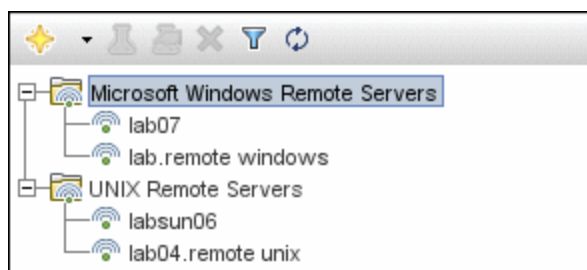 Microsoft Windows Remote Servers
lab07
lab.remote windows
UNIX Remote Servers
labsun06
lab04.remote unix